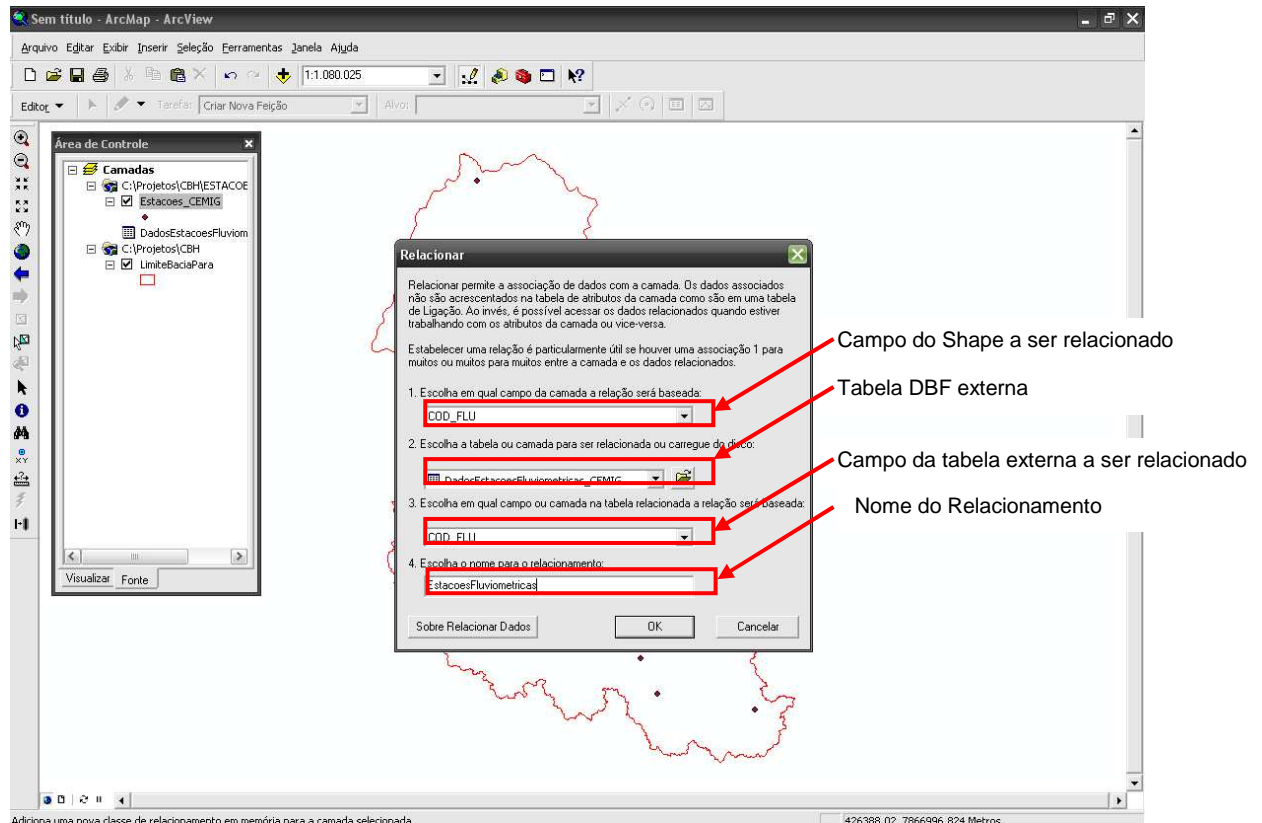 Sem título - ArcMap - ArcView
Arquivo Editar Exibir Inserir Seleção Ferramentas Janela Ajuda
1:1.080.025
Editor Tarefa: Criar Nova Feição Alvo:
Área de Controle
Camadas
C:\Projetos\CBH\ESTACOE
Estacoes_CEMIG
DadosEstacoesFluviom
C:\Projetos\CBH
LimiteBaciaPara
Visualizar Fonte
Relacionar
Relacionar permite a associação de dados com a camada. Os dados associados
não são acrescentados na tabela de atributos da camada como são em uma tabela
de Ligação. Ao invés, é possível acessar os dados relacionados quando estiver
trabalhando com os atributos da camada ou vice-versa.
Estabelecer uma relação é particularmente útil se houver uma associação 1 para
muitos ou muitos para muitos entre a camada e os dados relacionados.
1. Escolha em qual campo da camada a relação será baseada:
COD_FLU
2. Escolha a tabela ou camada para ser relacionada ou carregue do disco:
DadosEstacoesFluviometricas_CEMIG
3. Escolha em qual campo ou camada na tabela relacionada a relação será baseada:
COD_FLU
4. Escolha o nome para o relacionamento:
EstacoesFluviometricas
Sobre Relacionar Dados OK Cancelar
Campo do Shape a ser relacionado
Tabela DBF externa
Campo da tabela externa a ser relacionado
Nome do Relacionamento
Adiciona uma nova classe de relacionamento em memória para a camada selecionada
426388,02 7866996,824 Metros